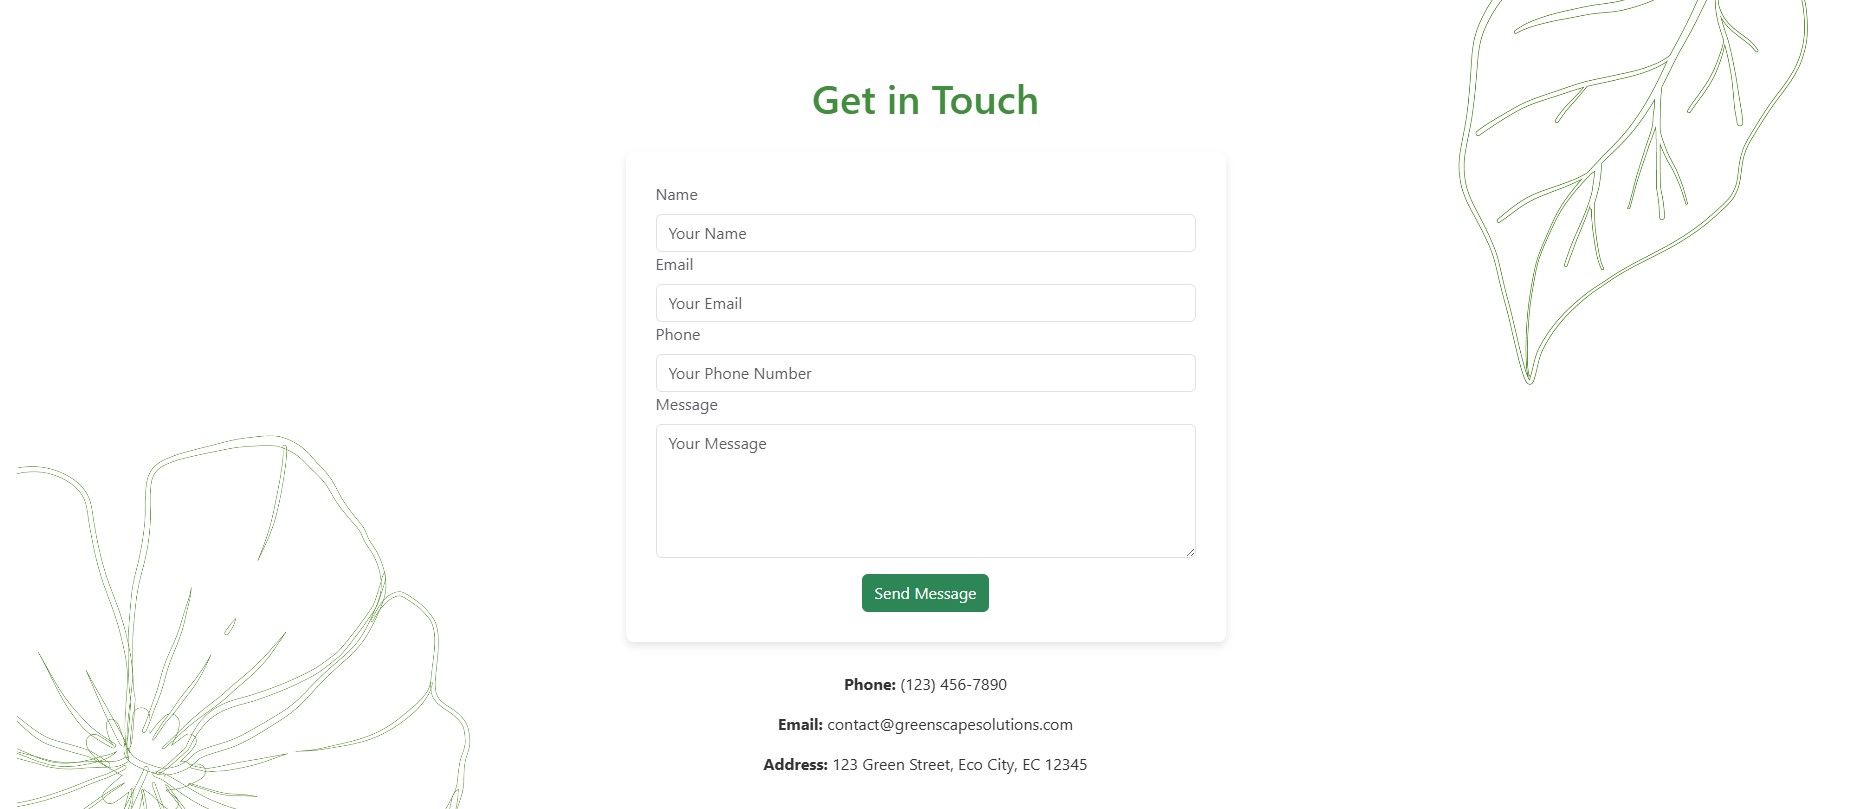 Get in Touch
Name
Your Name
Email
Your Email
Phone
Your Phone Number
Message
Your Message
Send Message
Phone: (123) 456-7890
Email: contact@greenscapesolutions.com
Address: 123 Green Street, Eco City, EC 12345